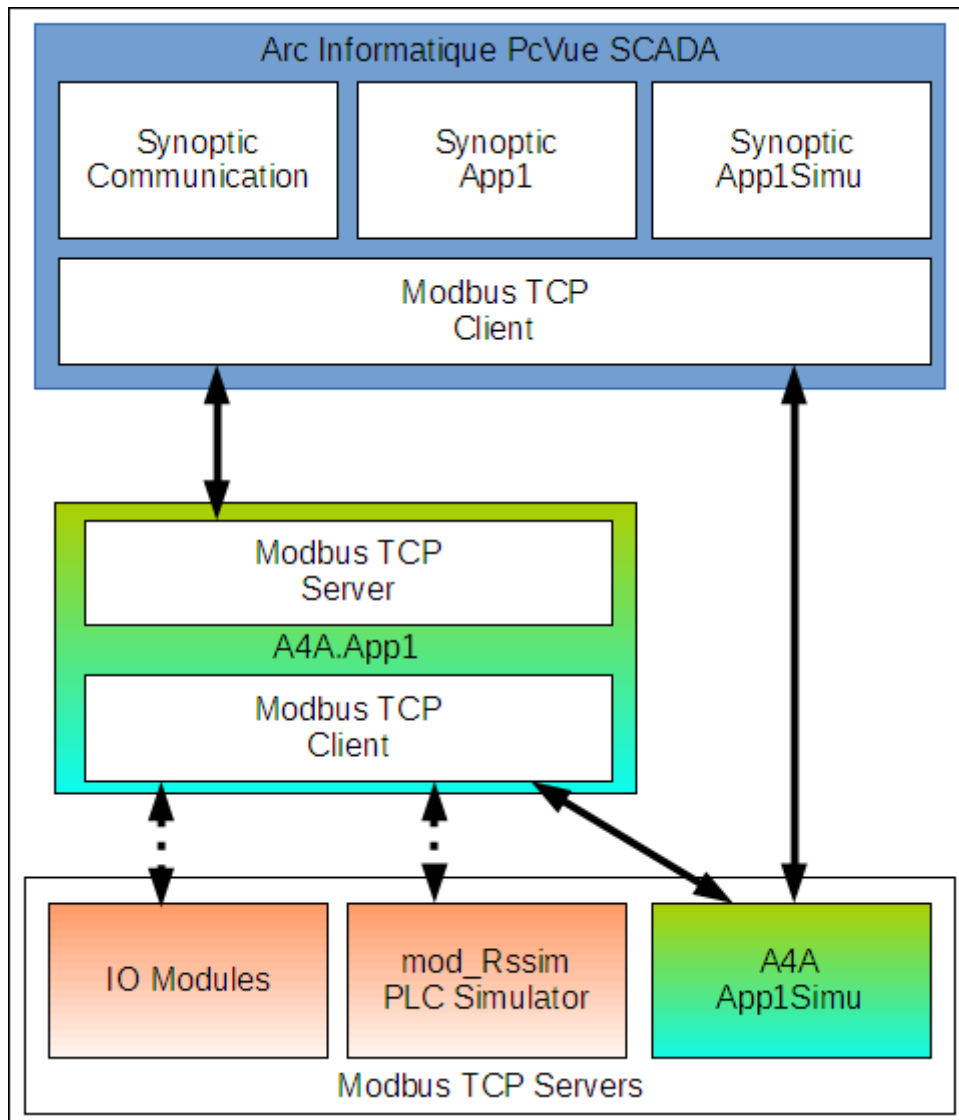 Arc Informatique PcVue SCADA
Synoptic
Communication
Synoptic
App1
Synoptic
App1Simu
Modbus TCP
Client
Modbus TCP
Server
A4A.App1
Modbus TCP
Client
IO Modules
mod_Rssim
PLC Simulator
A4A
App1Simu
Modbus TCP Servers